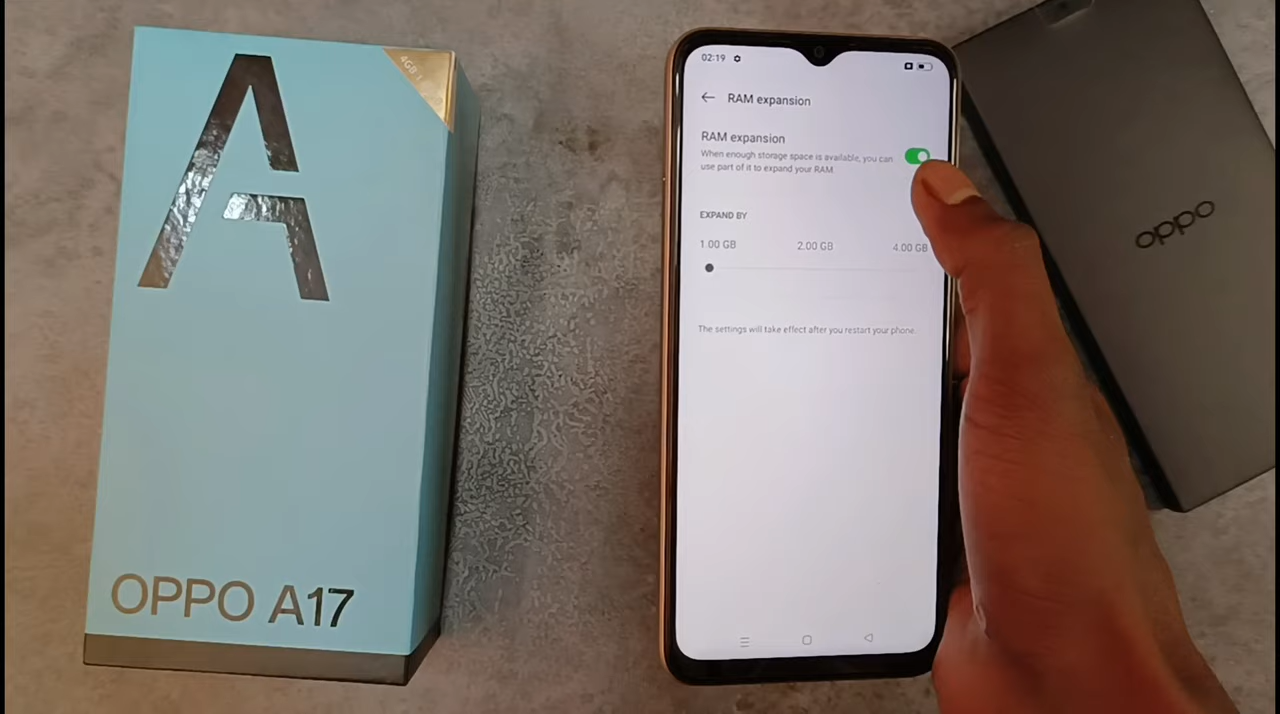 A
4GB
OPPO A17
02:19
RAM expansion
RAM expansion
When enough storage space is available, you can
use part of it to expand your RAM.
EXPAND BY
1.00 GB 2.00 GB 4.00 GB
The settings will take effect after you restart your phone.
oppo